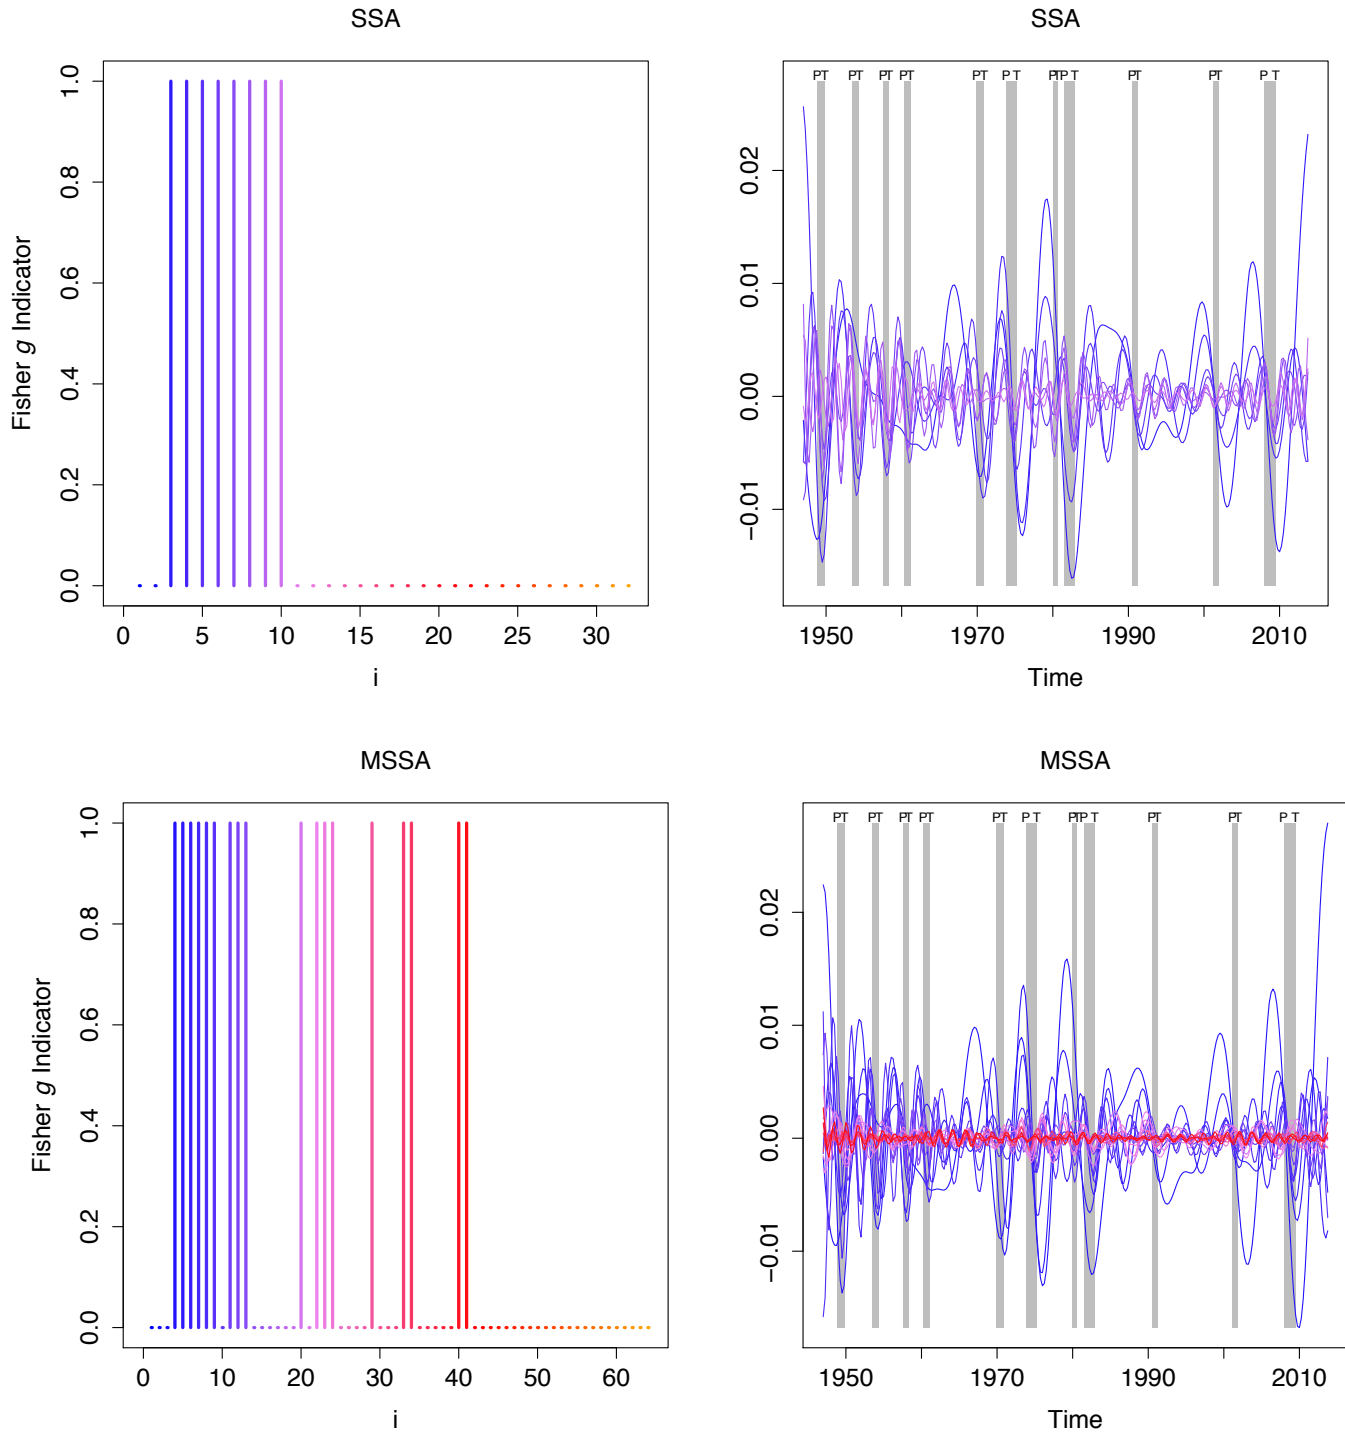 SSA
1.0
0.8
0.6
0.4
0.2
0.0
Fisher g Indicator
0 5 10 15 20 25 30
i
SSA
PT PT PT PT PT P T PTP T PT PT P T
0.02
0.01
0.00
−0.01
1950 1970 1990 2010
Time
MSSA
1.0
0.8
0.6
0.4
0.2
0.0
Fisher g Indicator
0 10 20 30 40 50 60
i
MSSA
PT PT PT PT PT P T PTP T PT PT P T
0.02
0.01
0.00
−0.01
1950 1970 1990 2010
Time